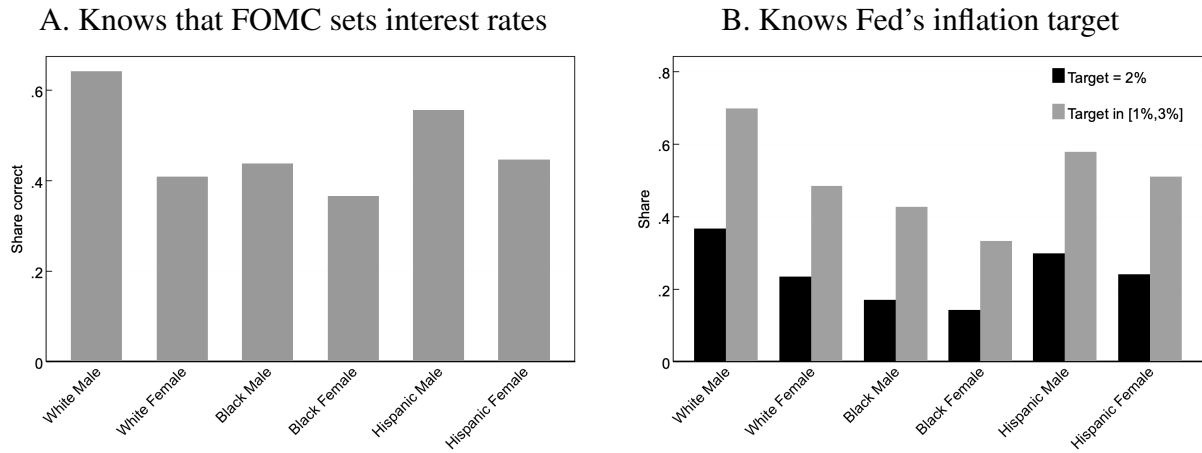 A. Knows that FOMC sets interest rates
Share correct
.6
.4
.2
0
White Male
White Female
Black Male
Black Female
Hispanic Male
Hispanic Female
B. Knows Fed's inflation target
Target = 2%
Target in [1%,3%]
Share
.8
.6
.4
.2
0
White Male
White Female
Black Male
Black Female
Hispanic Male
Hispanic Female